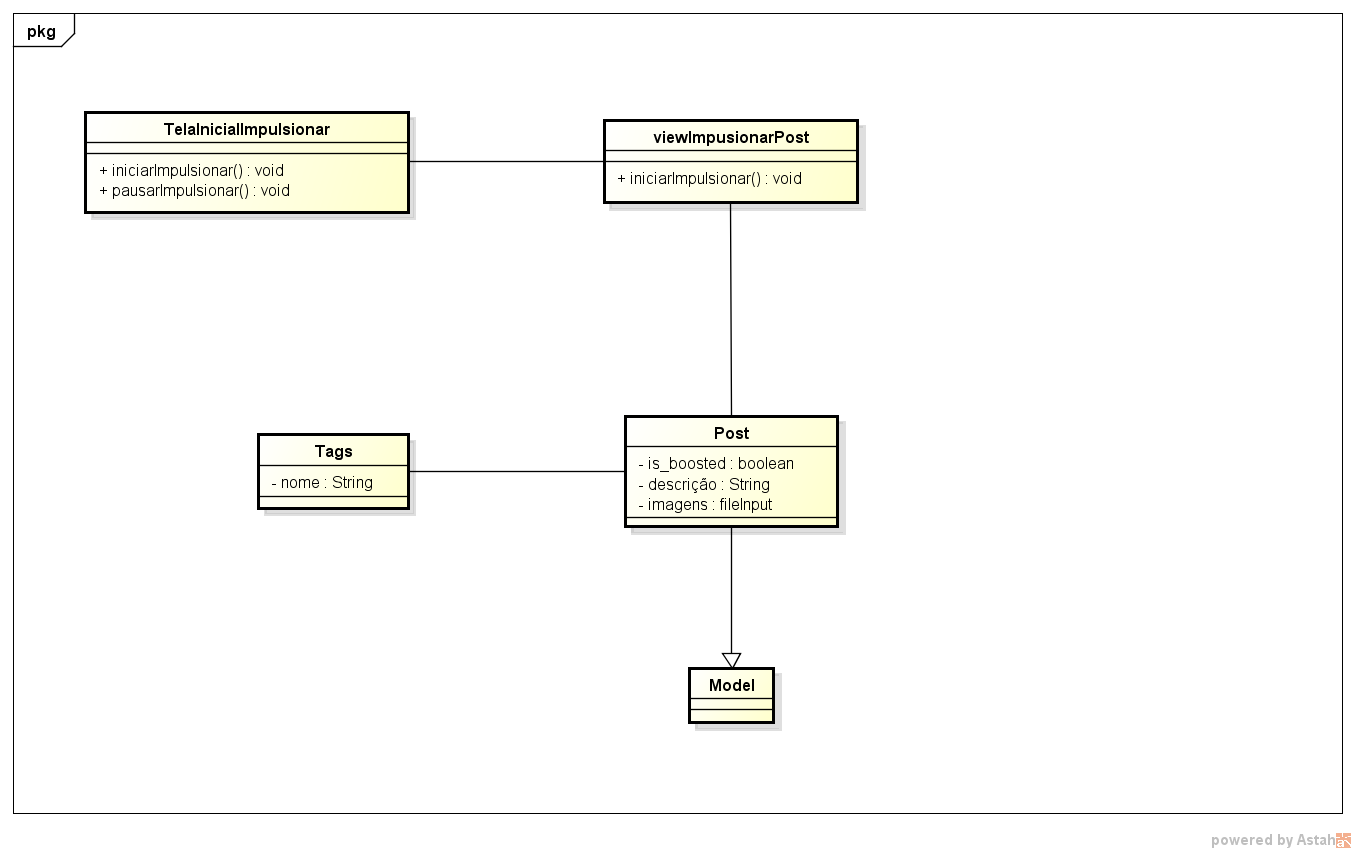 pkg
TelaInicialImpulsionar
+ iniciarImpulsionar() : void
+ pausarImpulsionar() : void
viewImpusionarPost
+ iniciarImpulsionar() : void
Tags
- nome : String
Post
- is_boosted : boolean
- descrição : String
- imagens : fileInput
Model
powered by Astah